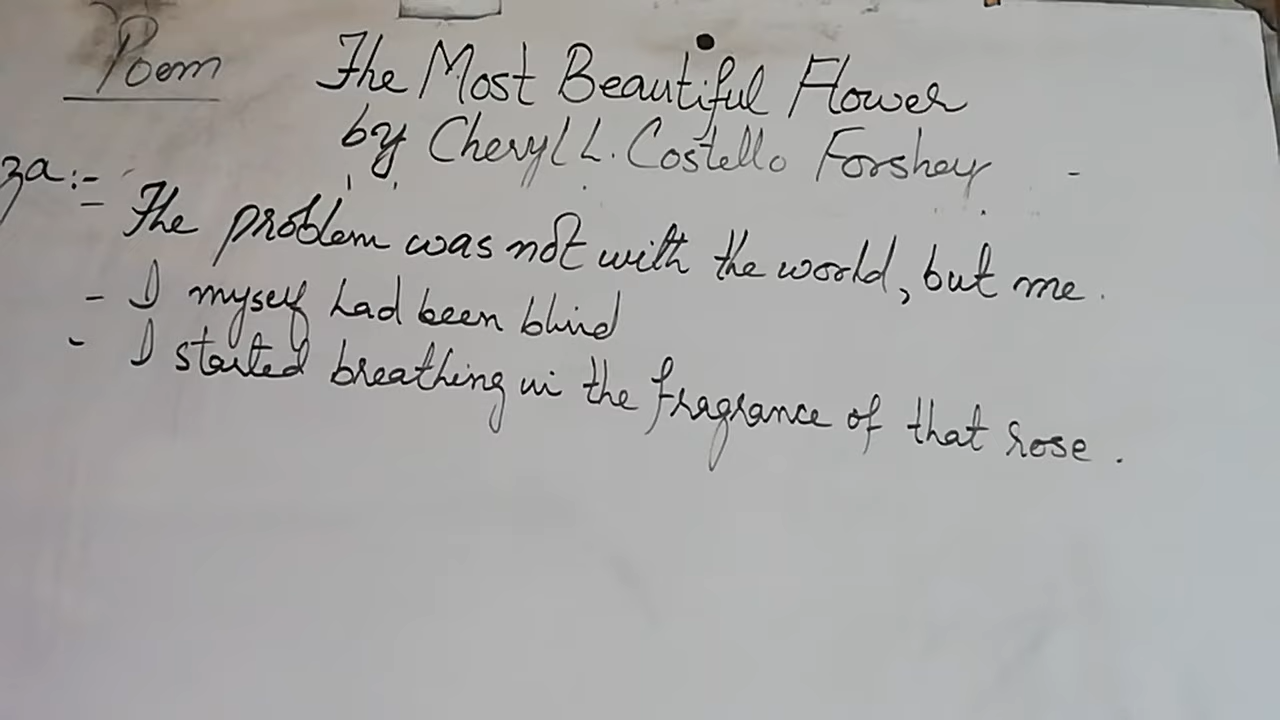 Poem
The Most Beautiful Flower
by Cheryl L. Costello Forshey -
za:-
- The problem was not with the world, but me.
- I myself had been blind
- I started breathing in the fragrance of that rose.